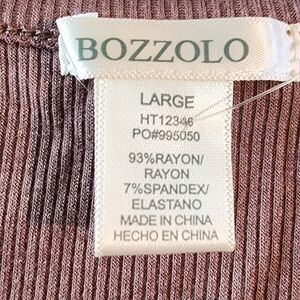 BOZZOLO
LARGE
HT12346
PO#995050
93%RAYON/
RAYON
7%SPANDEX/
ELASTANO
MADE IN CHINA
HECHO EN CHINA